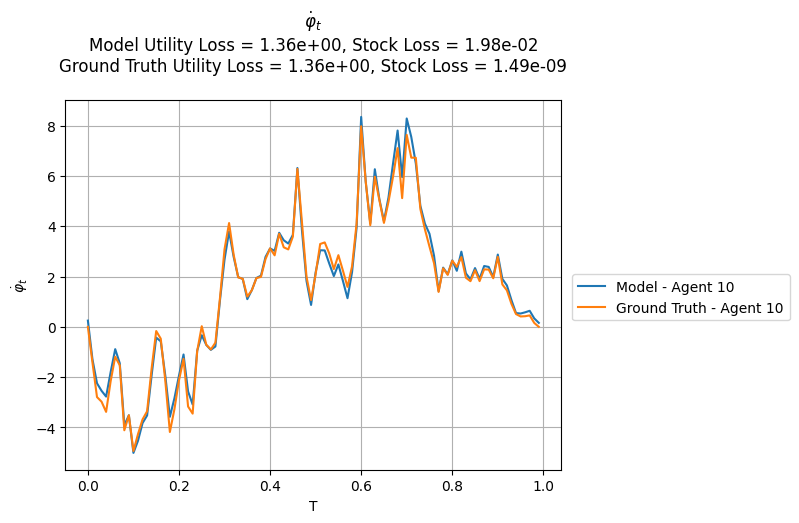 φ̇ₜ
Model Utility Loss = 1.36e+00, Stock Loss = 1.98e-02
Ground Truth Utility Loss = 1.36e+00, Stock Loss = 1.49e-09
φ̇ₜ
8
6
4
2
0
−2
−4
0.0 0.2 0.4 0.6 0.8 1.0
T
Model - Agent 10
Ground Truth - Agent 10